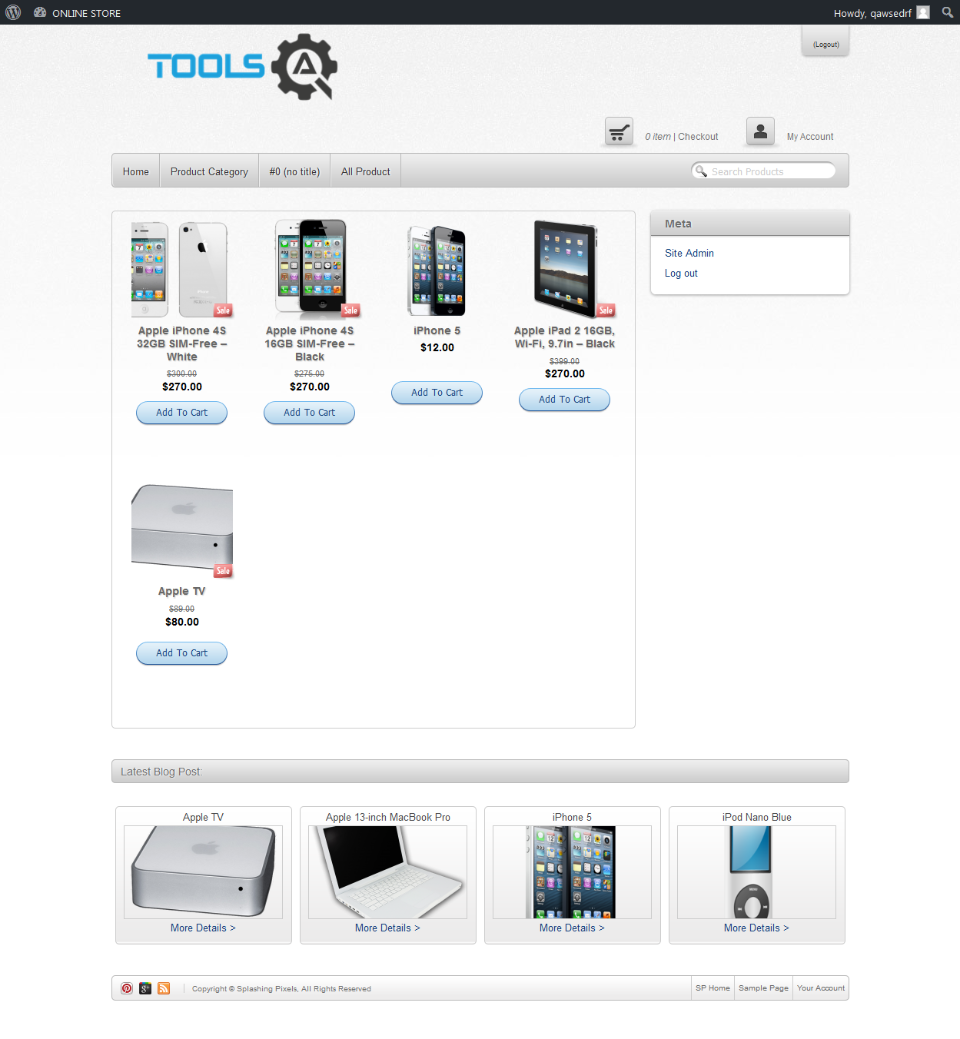 ONLINE STORE
Howdy, qawsedrf
(Logout)
TOOLS QA
0 item | Checkout
My Account
Home
Product Category
#0 (no title)
All Product
Search Products
Sale
Apple iPhone 4S
32GB SIM-Free –
White
$300.00
$270.00
Add To Cart
Sale
Apple iPhone 4S
16GB SIM-Free –
Black
$275.00
$270.00
Add To Cart
iPhone 5
$12.00
Add To Cart
Sale
Apple iPad 2 16GB,
Wi-Fi, 9.7in – Black
$399.00
$270.00
Add To Cart
Meta
Site Admin
Log out
Sale
Apple TV
$89.00
$80.00
Add To Cart
Latest Blog Post:
Apple TV
More Details >
Apple 13-inch MacBook Pro
More Details >
iPhone 5
More Details >
iPod Nano Blue
More Details >
| Copyright © Splashing Pixels, All Rights Reserved
SP Home
Sample Page
Your Account